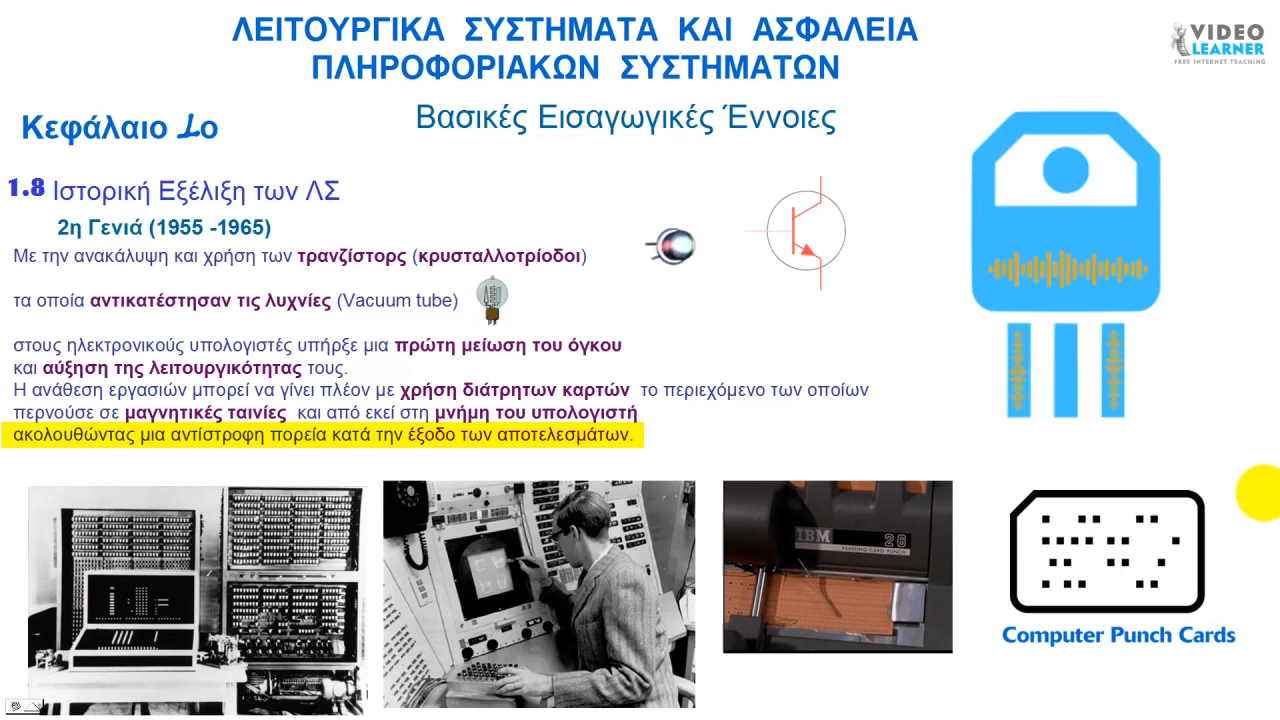 ΛΕΙΤΟΥΡΓΙΚΑ ΣΥΣΤΗΜΑΤΑ ΚΑΙ ΑΣΦΑΛΕΙΑ
ΠΛΗΡΟΦΟΡΙΑΚΩΝ ΣΥΣΤΗΜΑΤΩΝ
VIDEO
LEARNER
FREE INTERNET TEACHING
Βασικές Εισαγωγικές Έννοιες
Κεφάλαιο 1ο
1.8 Ιστορική Εξέλιξη των ΛΣ
2η Γενιά (1955 -1965)
Με την ανακάλυψη και χρήση των τρανζίστορς (κρυσταλλοτρίοδοι)
τα οποία αντικατέστησαν τις λυχνίες (Vacuum tube)
στους ηλεκτρονικούς υπολογιστές υπήρξε μια πρώτη μείωση του όγκου
και αύξηση της λειτουργικότητας τους.
Η ανάθεση εργασιών μπορεί να γίνει πλέον με χρήση διάτρητων καρτών το περιεχόμενο των οποίων
περνούσε σε μαγνητικές ταινίες και από εκεί στη μνήμη του υπολογιστή
ακολουθώντας μια αντίστροφη πορεία κατά την έξοδο των αποτελεσμάτων.
IBM 26
PRINTING CARD PUNCH
Computer Punch Cards